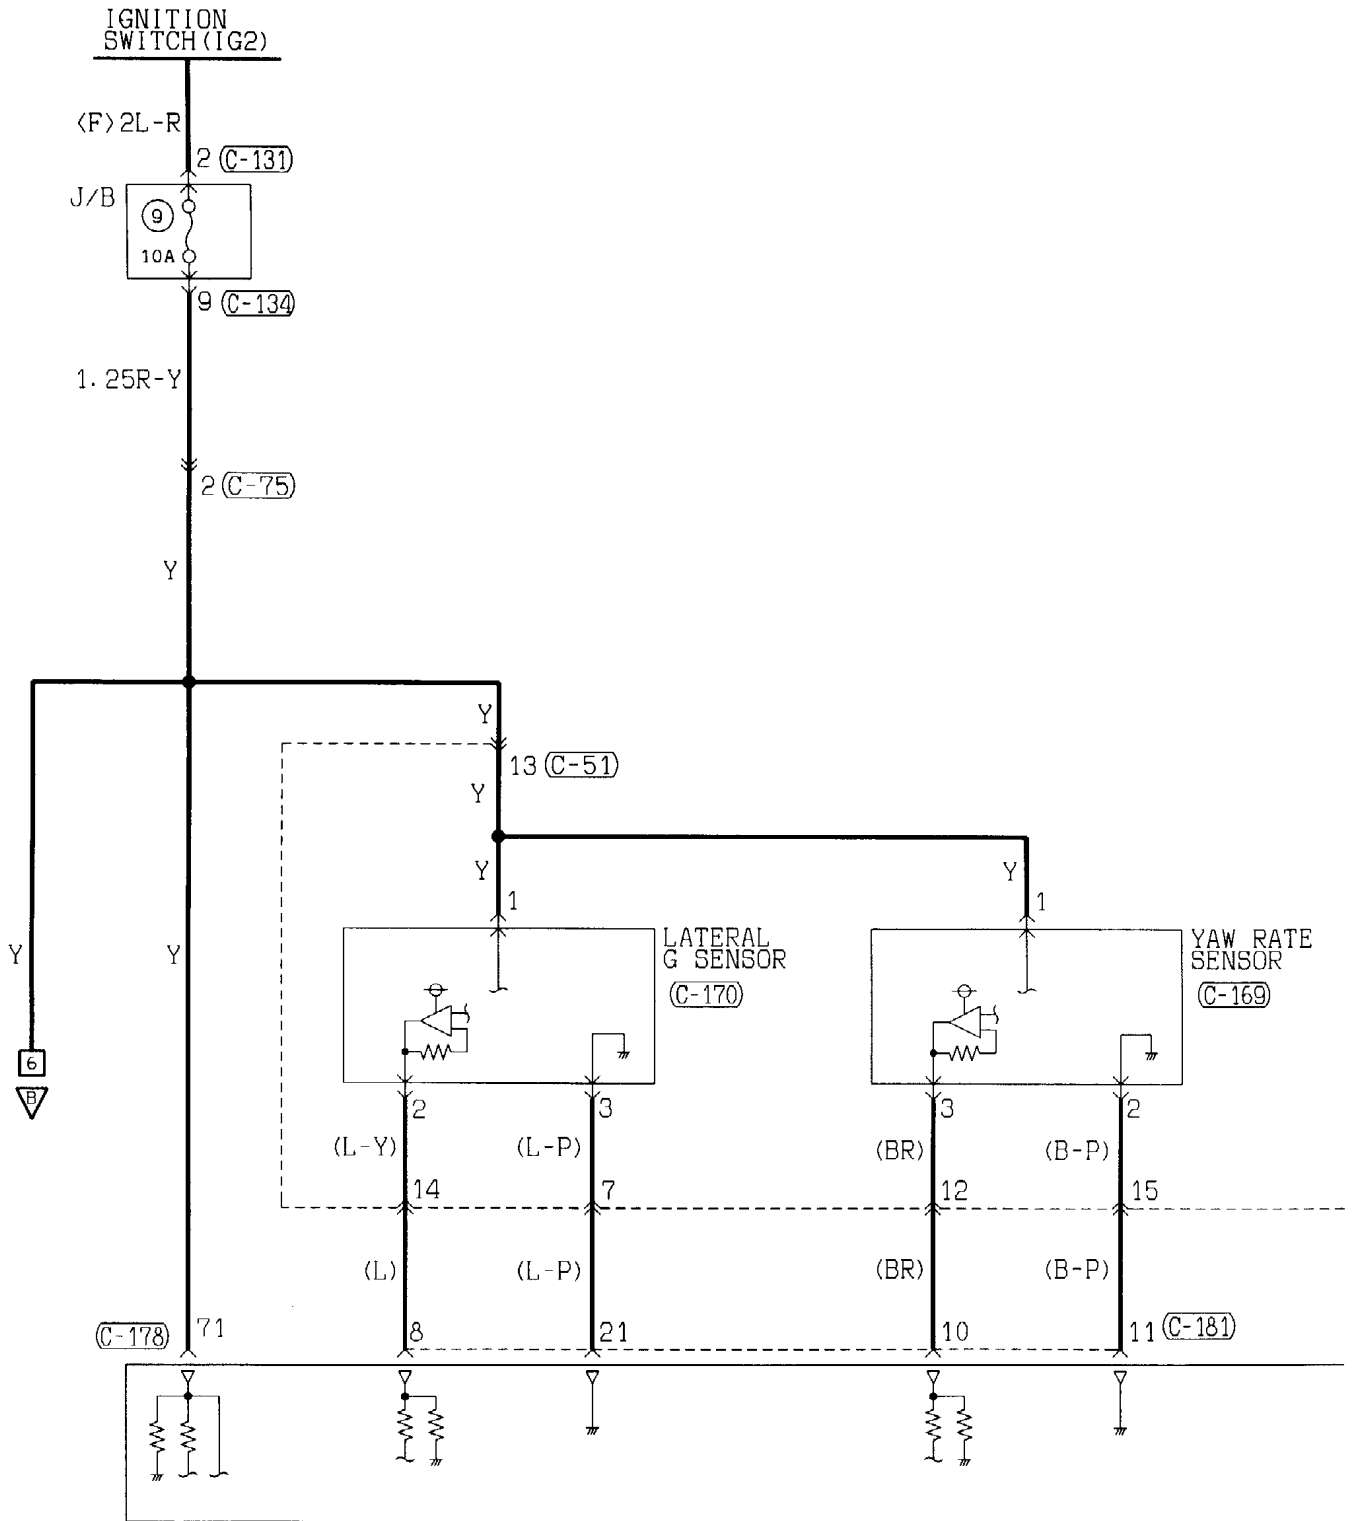 IGNITION
SWITCH(IG2)
<F>2L-R
2 (C-131)
J/B
9
10A
9 (C-134)
1.25R-Y
2 (C-75)
Y
Y
13 (C-51)
Y
Y
Y
1
1
LATERAL
G SENSOR
(C-170)
YAW RATE
SENSOR
(C-169)
Y
Y
6
B
2
3
3
2
(L-Y)
(L-P)
(BR)
(B-P)
14
7
12
15
(L)
(L-P)
(BR)
(B-P)
(C-178)
71
8
21
10
11 (C-181)